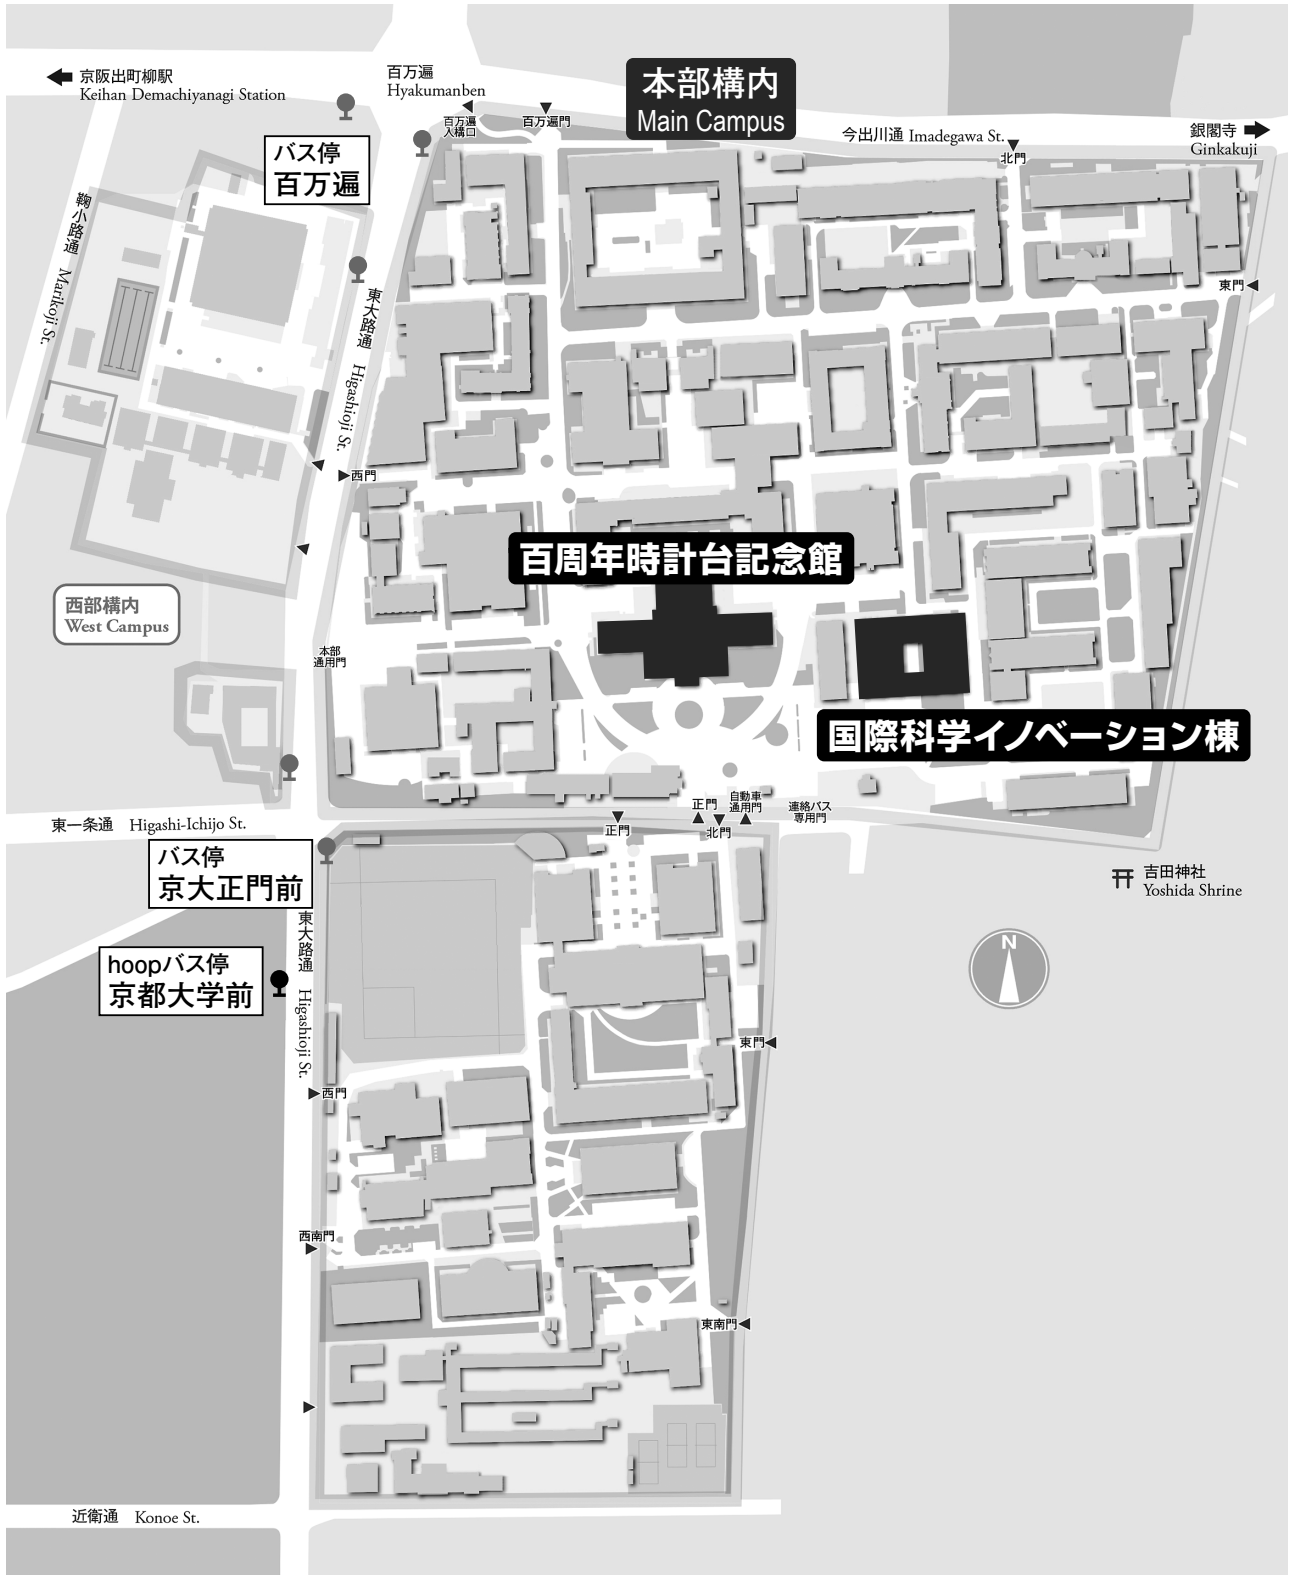 京阪出町柳駅
Keihan Demachiyanagi Station
百万遍
Hyakumanben
本部構内
Main Campus
百万遍
入構口
百万遍門
今出川通 Imadegawa St.
北門
銀閣寺
Ginkakuji
バス停
百万遍
鞠小路通 Marikoji St.
東大路通 Higashioji St.
東門
西門
百周年時計台記念館
西部構内
West Campus
本部
通用門
国際科学イノベーション棟
東一条通 Higashi-Ichijo St.
正門
正門
北門
自動車
通用門
連絡バス
専用門
バス停
京大正門前
吉田神社
Yoshida Shrine
東大路通 Higashioji St.
hoopバス停
京都大学前
N
東門
西門
西南門
東南門
近衛通 Konoe St.